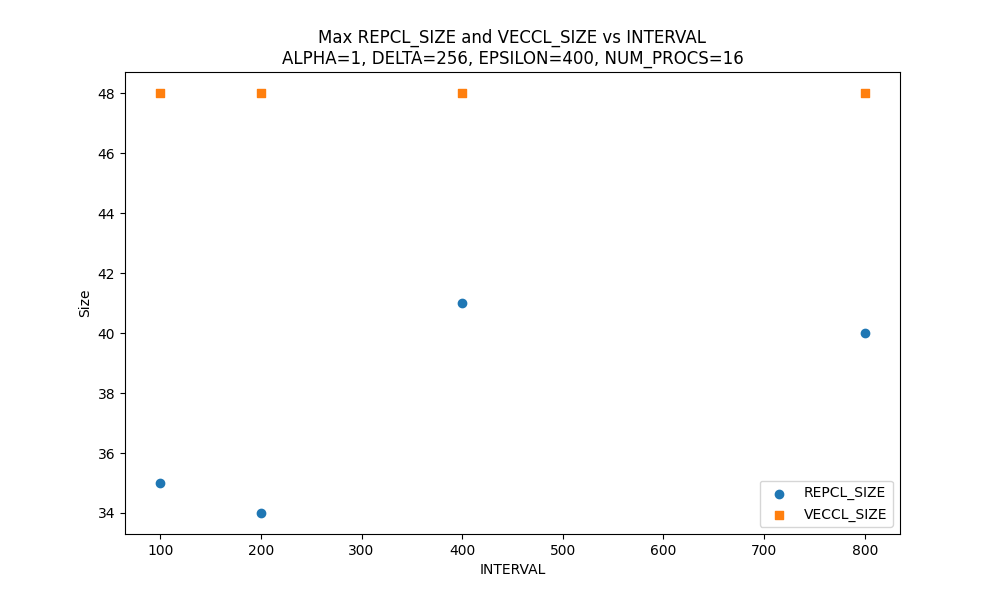 Max REPCL_SIZE and VECCL_SIZE vs INTERVAL
ALPHA=1, DELTA=256, EPSILON=400, NUM_PROCS=16
48
46
44
42
40
38
36
34
Size
REPCL_SIZE
VECCL_SIZE
100 200 300 400 500 600 700 800
INTERVAL